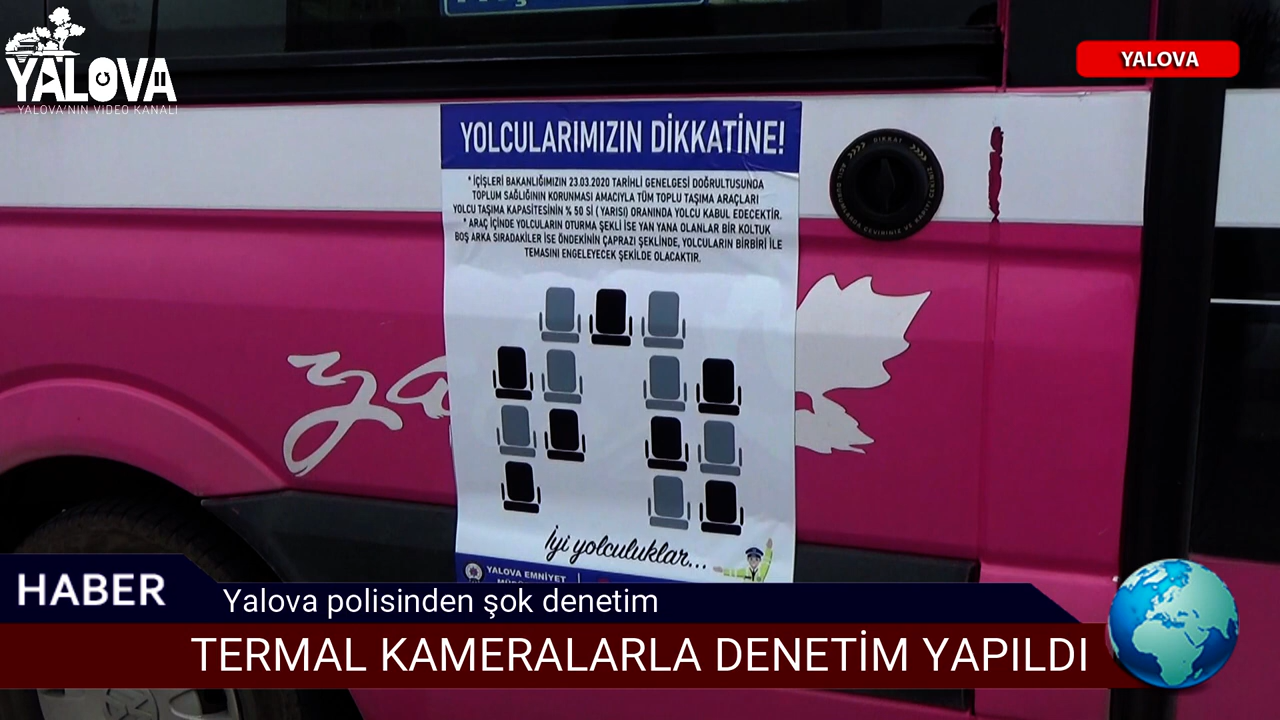 YALOVA
YALOVA'NIN VİDEO KANALI
YALOVA
YOLCULARIMIZIN DİKKATİNE!
* İÇİŞLERİ BAKANLIĞIMIZIN 23.03.2020 TARİHLİ GENELGESİ DOĞRULTUSUNDA
TOPLUM SAĞLIĞININ KORUNMASI AMACIYLA TÜM TOPLU TAŞIMA ARAÇLARI
YOLCU TAŞIMA KAPASİTESİNİN % 50 Sİ ( YARISI) ORANINDA YOLCU KABUL EDECEKTİR.
* ARAÇ İÇİNDE YOLCULARIN OTURMA ŞEKLİ İSE YAN YANA OLANLAR BİR KOLTUK
BOŞ ARKA SIRADAKİLER İSE ÖNDEKİNİN ÇAPRAZI ŞEKLİNDE, YOLCULARIN BİRBİRİ İLE
TEMASINI ENGELEYECEK ŞEKİLDE OLACAKTIR.
DİKKAT
ya
İyi yolculuklar...
YALOVA EMNİYET
HABER
Yalova polisinden şok denetim
TERMAL KAMERALARLA DENETİM YAPILDI